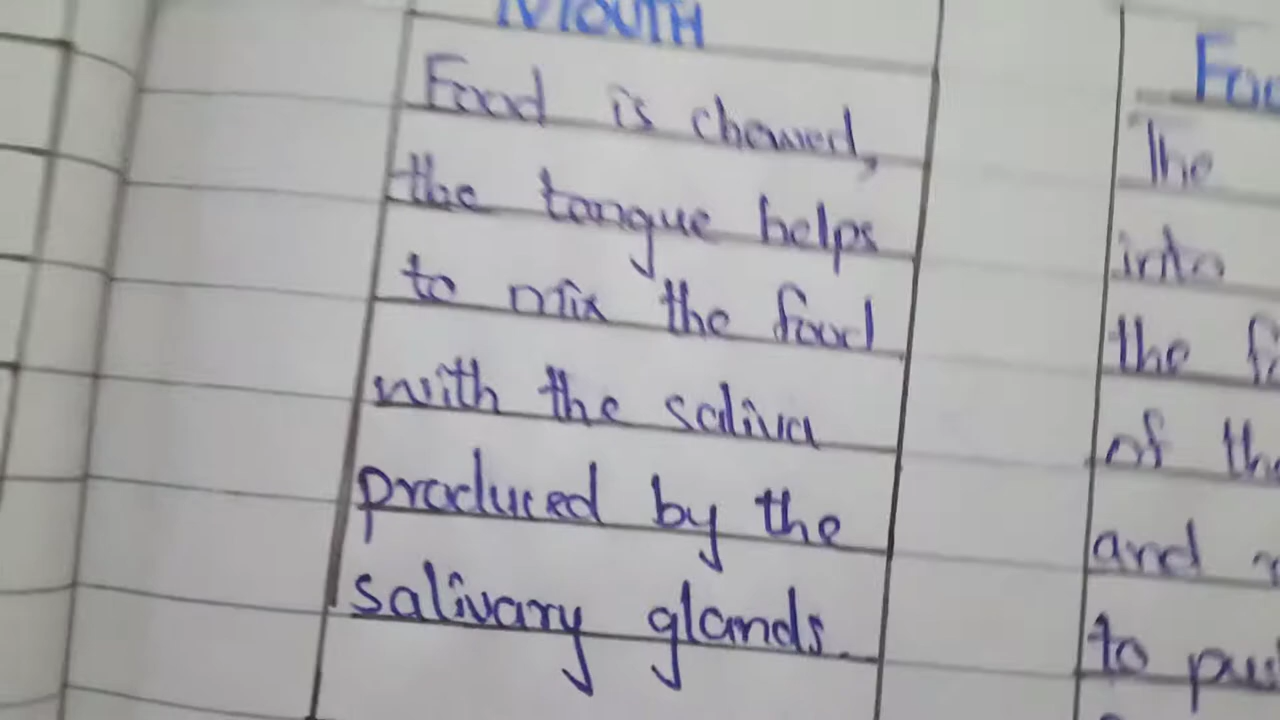 MOUTH
Food is chewed,
the tongue helps
to mix the food
with the saliva
produced by the
salivary glands.
The
into
the
of
and
to